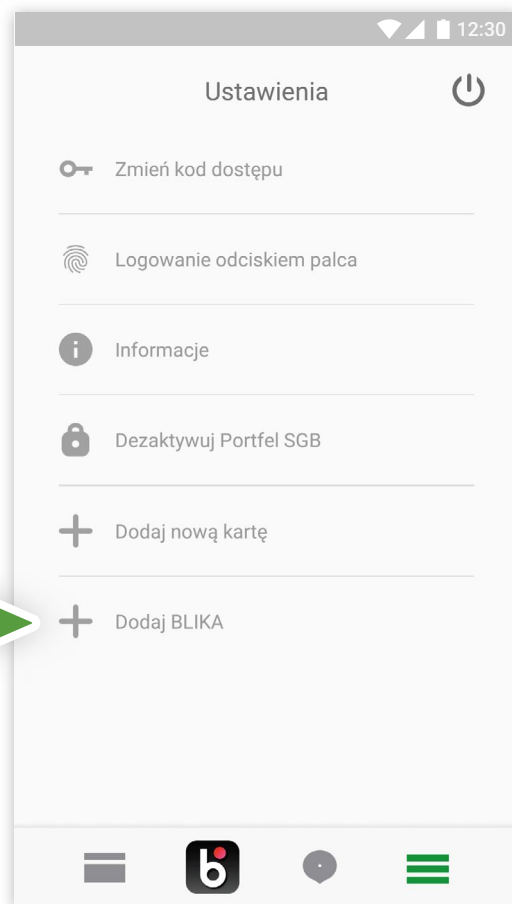 12:30
Ustawienia
Zmień kod dostępu
Logowanie odciskiem palca
Informacje
Dezaktywuj Portfel SGB
Dodaj nową kartę
Dodaj BLIKA